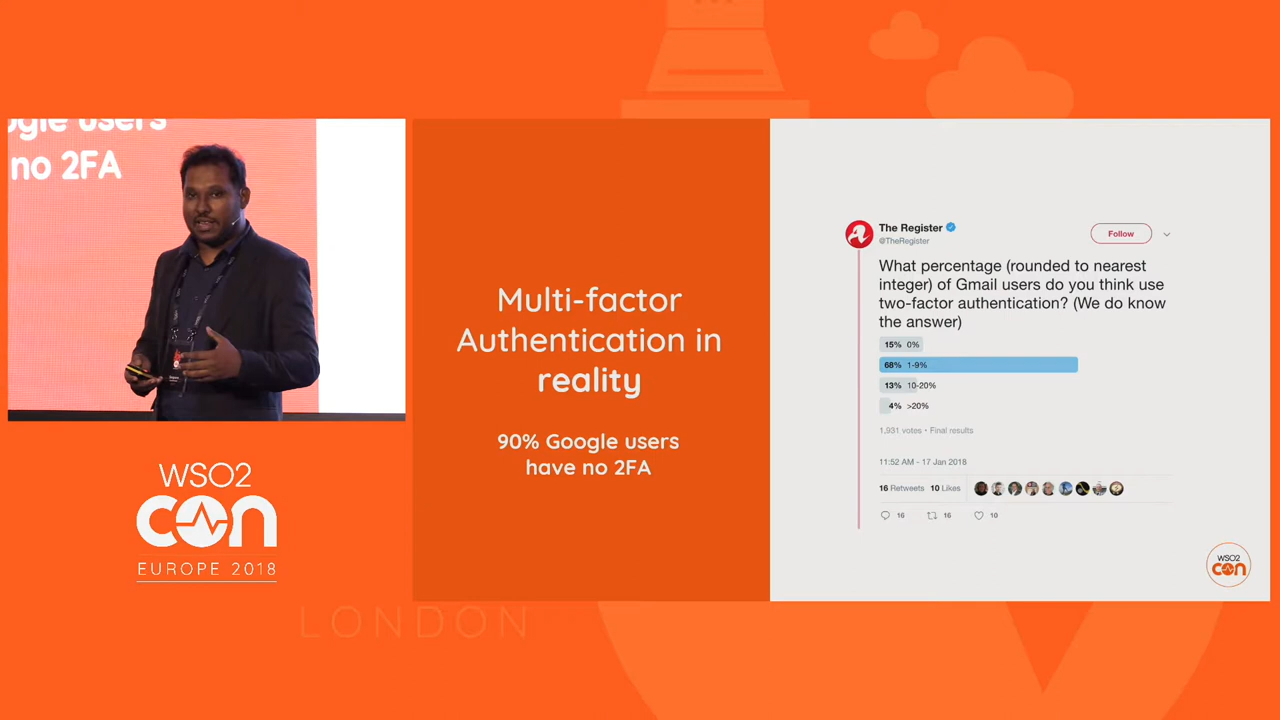 ogle users
no 2FA
WSO2
con
EUROPE 2018
LONDON
Multi-factor
Authentication in
reality
90% Google users
have no 2FA
The Register
@TheRegister
Follow
What percentage (rounded to nearest
integer) of Gmail users do you think use
two-factor authentication? (We do know
the answer)
15% 0%
68% 1-9%
13% 10-20%
4% >20%
1,931 votes • Final results
11:52 AM - 17 Jan 2018
16 Retweets 10 Likes
16 16 10
WSO2
con